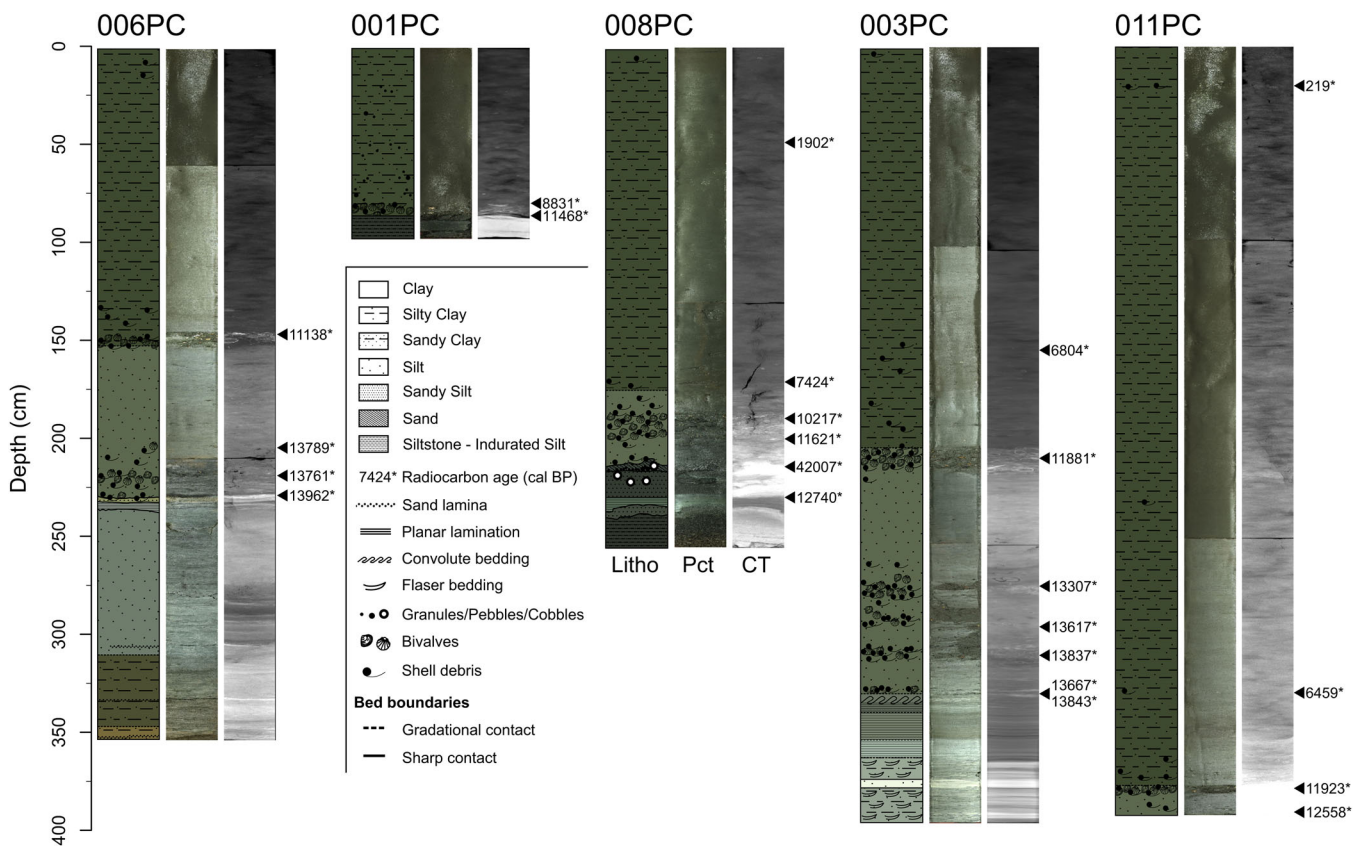 006PC
001PC
008PC
003PC
011PC
0
50
100
150
200
250
300
350
400
Depth (cm)
11138*
13789*
13761*
13962*
8831*
11468*
Clay
Silty Clay
Sandy Clay
Silt
Sandy Silt
Sand
Siltstone - Indurated Silt
7424* Radiocarbon age (cal BP)
Sand lamina
Planar lamination
Convolute bedding
Flaser bedding
Granules/Pebbles/Cobbles
Bivalves
Shell debris
Bed boundaries
Gradational contact
Sharp contact
1902*
7424*
10217*
11621*
42007*
12740*
Litho
Pct
CT
6804*
11881*
13307*
13617*
13837*
13667*
13843*
219*
6459*
11923*
12558*